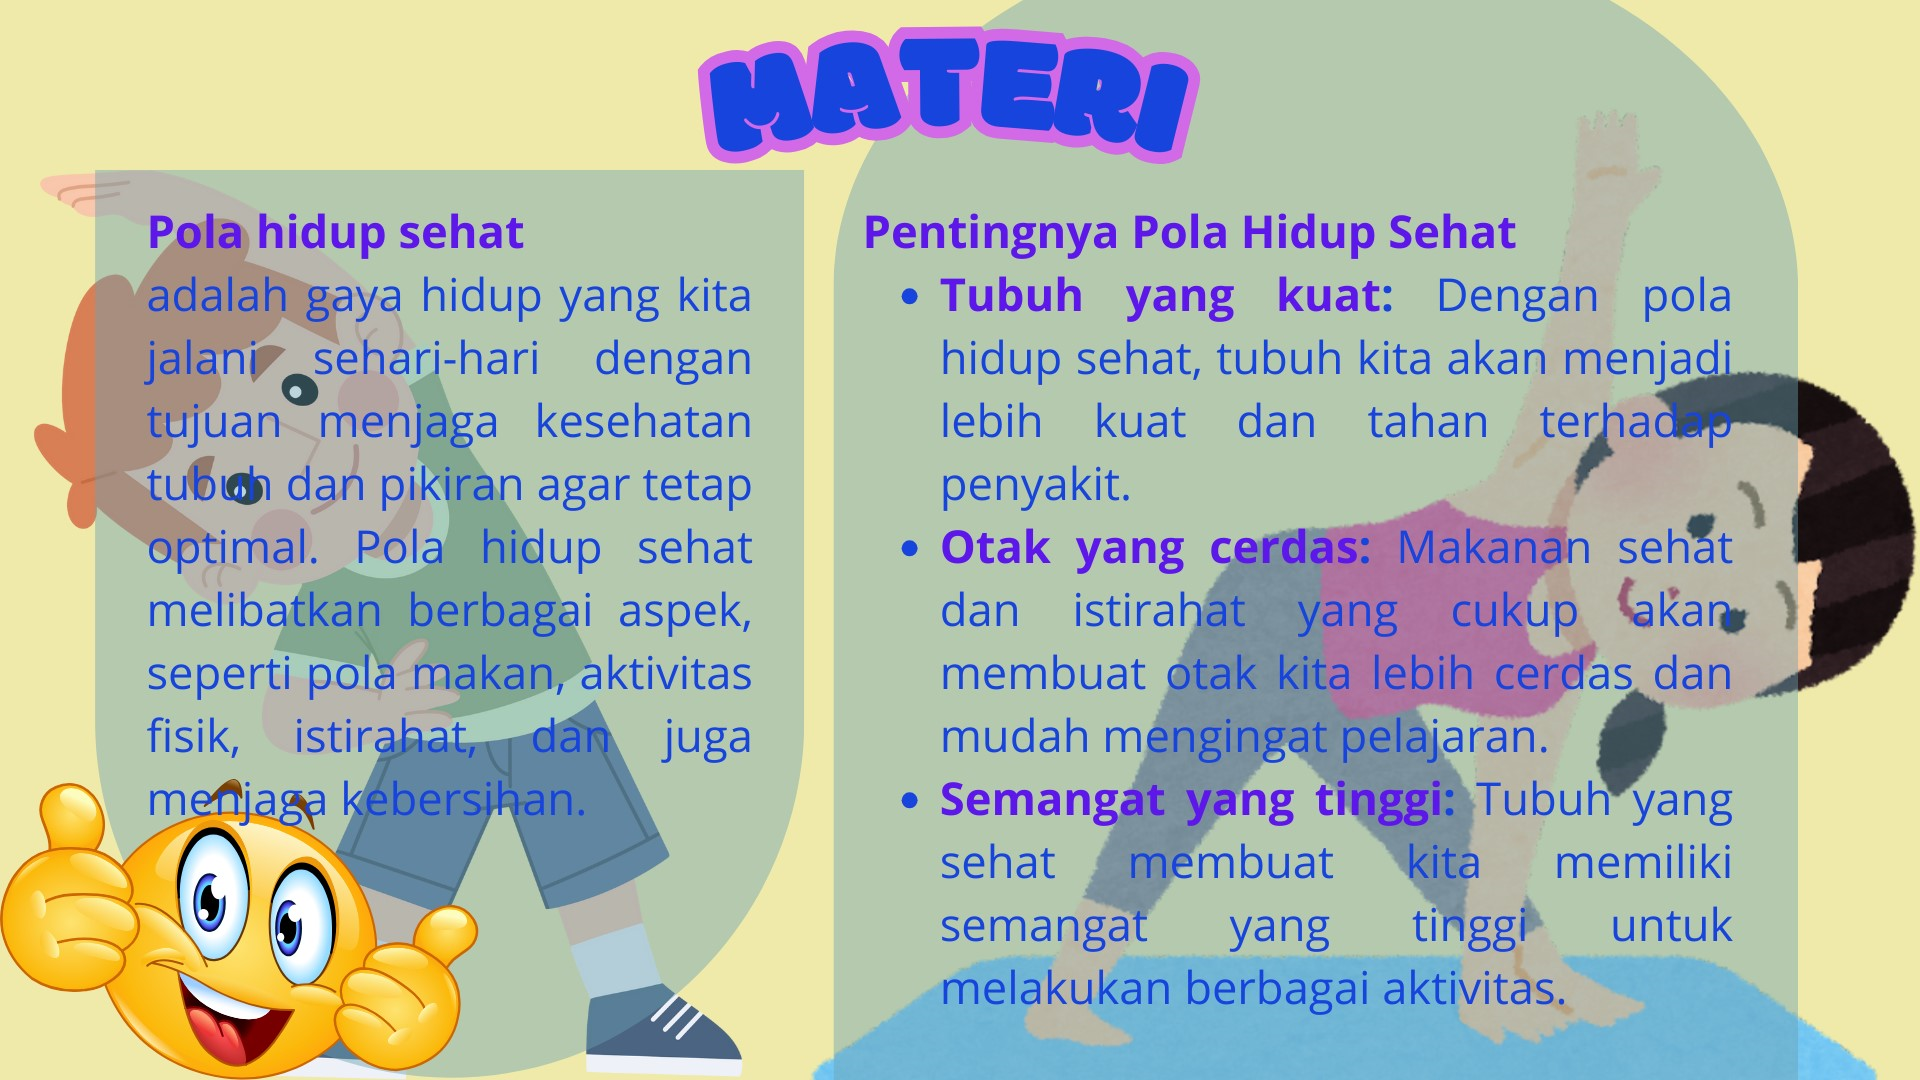 MATERI
Pola hidup sehat
adalah gaya hidup yang kita
jalani sehari-hari dengan
tujuan menjaga kesehatan
tubuh dan pikiran agar tetap
optimal. Pola hidup sehat
melibatkan berbagai aspek,
seperti pola makan, aktivitas
fisik, istirahat, dan juga
menjaga kebersihan.
Pentingnya Pola Hidup Sehat
• Tubuh yang kuat: Dengan pola
hidup sehat, tubuh kita akan menjadi
lebih kuat dan tahan terhadap
penyakit.
• Otak yang cerdas: Makanan sehat
dan istirahat yang cukup akan
membuat otak kita lebih cerdas dan
mudah mengingat pelajaran.
• Semangat yang tinggi: Tubuh yang
sehat membuat kita memiliki
semangat yang tinggi untuk
melakukan berbagai aktivitas.